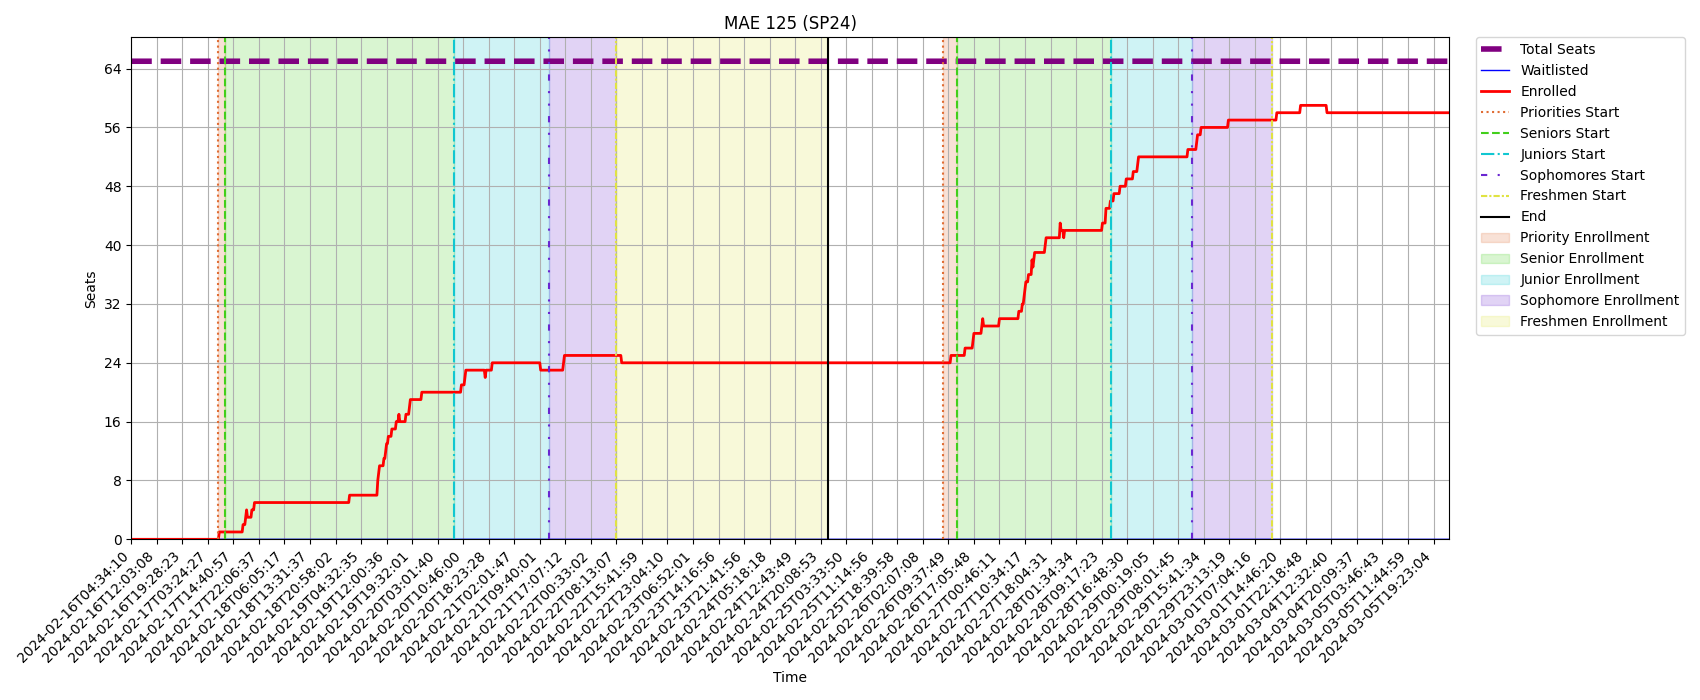 MAE 125 (SP24)
Seats
64
56
48
40
32
24
16
8
0
2024-02-16T04:34:10
2024-02-16T12:03:08
2024-02-16T19:28:23
2024-02-17T03:24:27
2024-02-17T14:40:57
2024-02-17T22:06:37
2024-02-18T06:05:17
2024-02-18T13:31:37
2024-02-18T20:58:02
2024-02-19T04:32:35
2024-02-19T12:00:36
2024-02-19T19:32:01
2024-02-20T03:01:40
2024-02-20T10:46:00
2024-02-20T18:23:28
2024-02-21T02:01:47
2024-02-21T09:40:01
2024-02-21T17:07:12
2024-02-22T00:33:02
2024-02-22T08:13:07
2024-02-22T15:41:59
2024-02-22T23:04:10
2024-02-23T06:52:01
2024-02-23T14:16:56
2024-02-23T21:41:56
2024-02-24T05:18:18
2024-02-24T12:43:49
2024-02-24T20:08:53
2024-02-25T03:33:50
2024-02-25T11:14:56
2024-02-25T18:39:58
2024-02-26T02:07:08
2024-02-26T09:37:49
2024-02-26T17:05:48
2024-02-27T00:46:11
2024-02-27T10:34:17
2024-02-27T18:04:31
2024-02-28T01:34:34
2024-02-28T09:17:23
2024-02-28T16:48:30
2024-02-29T00:19:05
2024-02-29T08:01:45
2024-02-29T15:41:34
2024-02-29T23:13:19
2024-03-01T07:04:16
2024-03-01T14:46:20
2024-03-01T22:18:48
2024-03-04T12:32:40
2024-03-04T20:09:37
2024-03-05T03:46:43
2024-03-05T11:44:59
2024-03-05T19:23:04
Time
Total Seats
Waitlisted
Enrolled
Priorities Start
Seniors Start
Juniors Start
Sophomores Start
Freshmen Start
End
Priority Enrollment
Senior Enrollment
Junior Enrollment
Sophomore Enrollment
Freshmen Enrollment